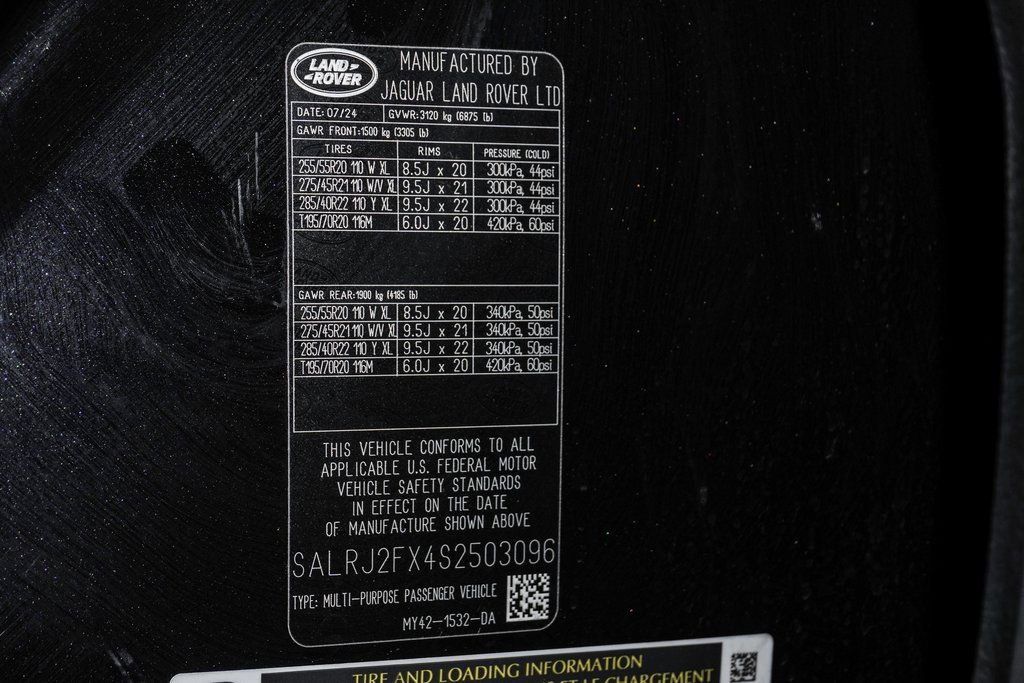 LAND-
-ROVER
MANUFACTURED BY
JAGUAR LAND ROVER LTD
DATE: 07/24 GVWR:3120 kg (6875 lb)
GAWR FRONT:1500 kg (3305 lb)
TIRES RIMS PRESSURE (COLD)
255/55R20 110 W XL 8.5J x 20 300kPa, 44psi
275/45R21 110 W/V XL 9.5J x 21 300kPa, 44psi
285/40R22 110 Y XL 9.5J x 22 300kPa, 44psi
T195/70R20 116M 6.0J x 20 420kPa, 60psi
GAWR REAR:1900 kg (4185 lb)
255/55R20 110 W XL 8.5J x 20 340kPa, 50psi
275/45R21 110 W/V XL 9.5J x 21 340kPa, 50psi
285/40R22 110 Y XL 9.5J x 22 340kPa, 50psi
T195/70R20 116M 6.0J x 20 420kPa, 60psi
THIS VEHICLE CONFORMS TO ALL
APPLICABLE U.S. FEDERAL MOTOR
VEHICLE SAFETY STANDARDS
IN EFFECT ON THE DATE
OF MANUFACTURE SHOWN ABOVE
SALRJ2FX4S2503096
TYPE: MULTI-PURPOSE PASSENGER VEHICLE
MY42-1532-DA
TIRE AND LOADING INFORMATION
ET LE CHARGEMENT